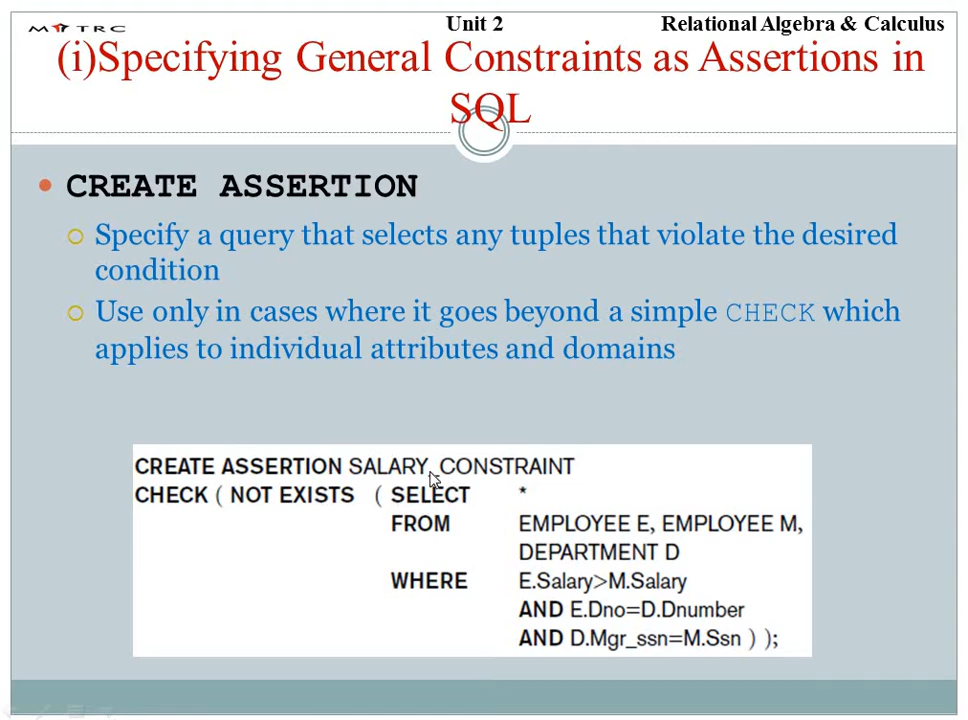 Unit 2 Relational Algebra & Calculus
(i)Specifying General Constraints as Assertions in
SQL
• CREATE ASSERTION
Specify a query that selects any tuples that violate the desired
condition
Use only in cases where it goes beyond a simple CHECK which
applies to individual attributes and domains
CREATE ASSERTION SALARY_CONSTRAINT
CHECK ( NOT EXISTS ( SELECT *
FROM EMPLOYEE E, EMPLOYEE M,
DEPARTMENT D
WHERE E.Salary>M.Salary
AND E.Dno=D.Dnumber
AND D.Mgr_ssn=M.Ssn ) );